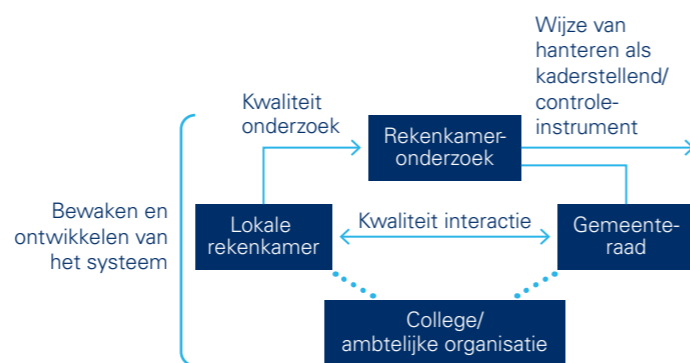 Wijze van
hanteren als
kaderstellend/
controle-
instrument
Kwaliteit
onderzoek
Rekenkamer-
onderzoek
Bewaken en
ontwikkelen van
het systeem
Lokale
rekenkamer
Kwaliteit interactie
Gemeente-
raad
College/
ambtelijke organisatie